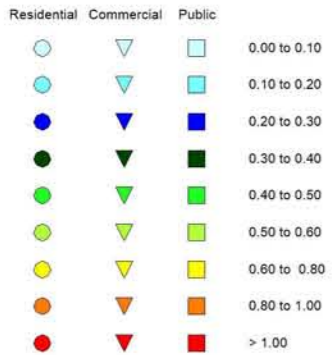 Residential Commercial Public
0.00 to 0.10
0.10 to 0.20
0.20 to 0.30
0.30 to 0.40
0.40 to 0.50
0.50 to 0.60
0.60 to 0.80
0.80 to 1.00
> 1.00